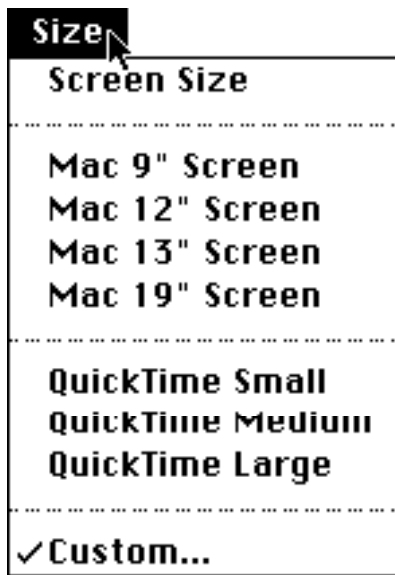 Size
Screen Size
Mac 9" Screen
Mac 12" Screen
Mac 13" Screen
Mac 19" Screen
QuickTime Small
QuickTime Medium
QuickTime Large
✓Custom...